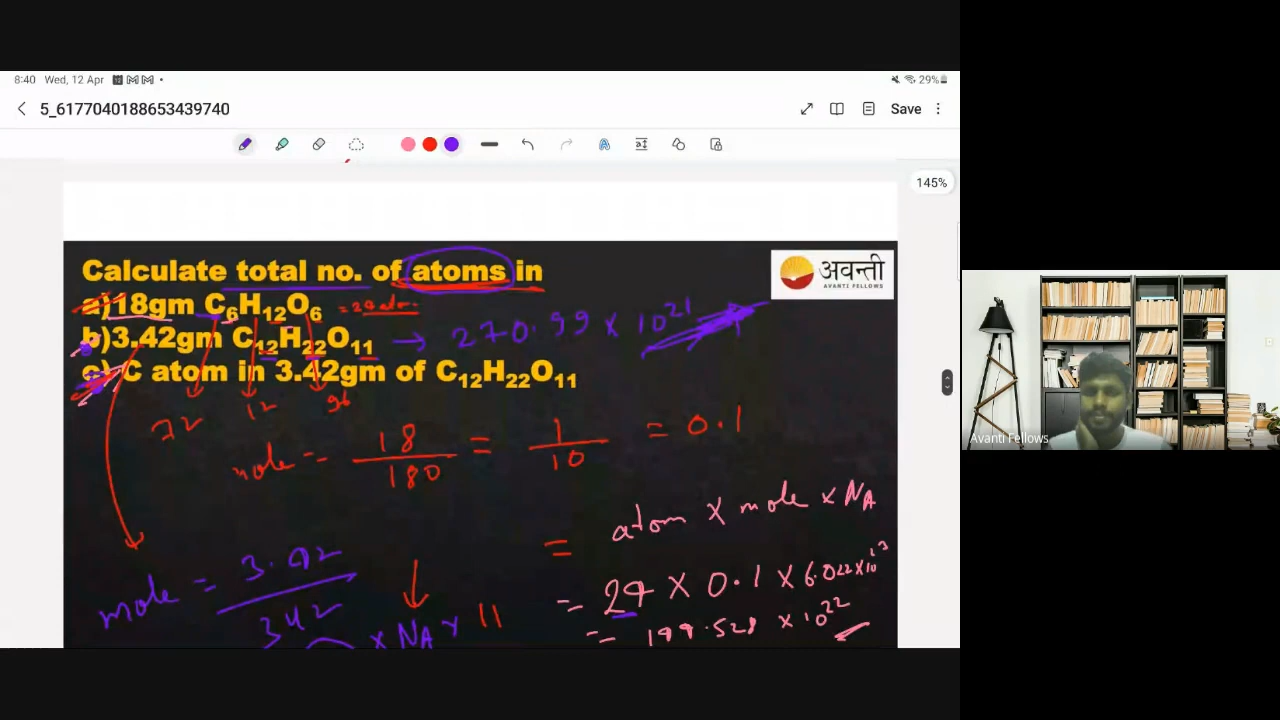 8:40 Wed, 12 Apr 29%
5_6177040188653439740
Save
145%
Calculate total no. of atoms in
a) 18gm C₆H₁₂O₆ = 24 atom
b) 3.42gm C₁₂H₂₂O₁₁ → 270.99 × 10²¹
c) C atom in 3.42gm of C₁₂H₂₂O₁₁
अवन्ती
AVANTI FELLOWS
72 12 96
mole = 18/180 = 1/10 = 0.1
= atom × mole × NA
= 24 × 0.1 × 6.022×10²³
mole = 3.42/342
× NA × 11
Avanti Fellows